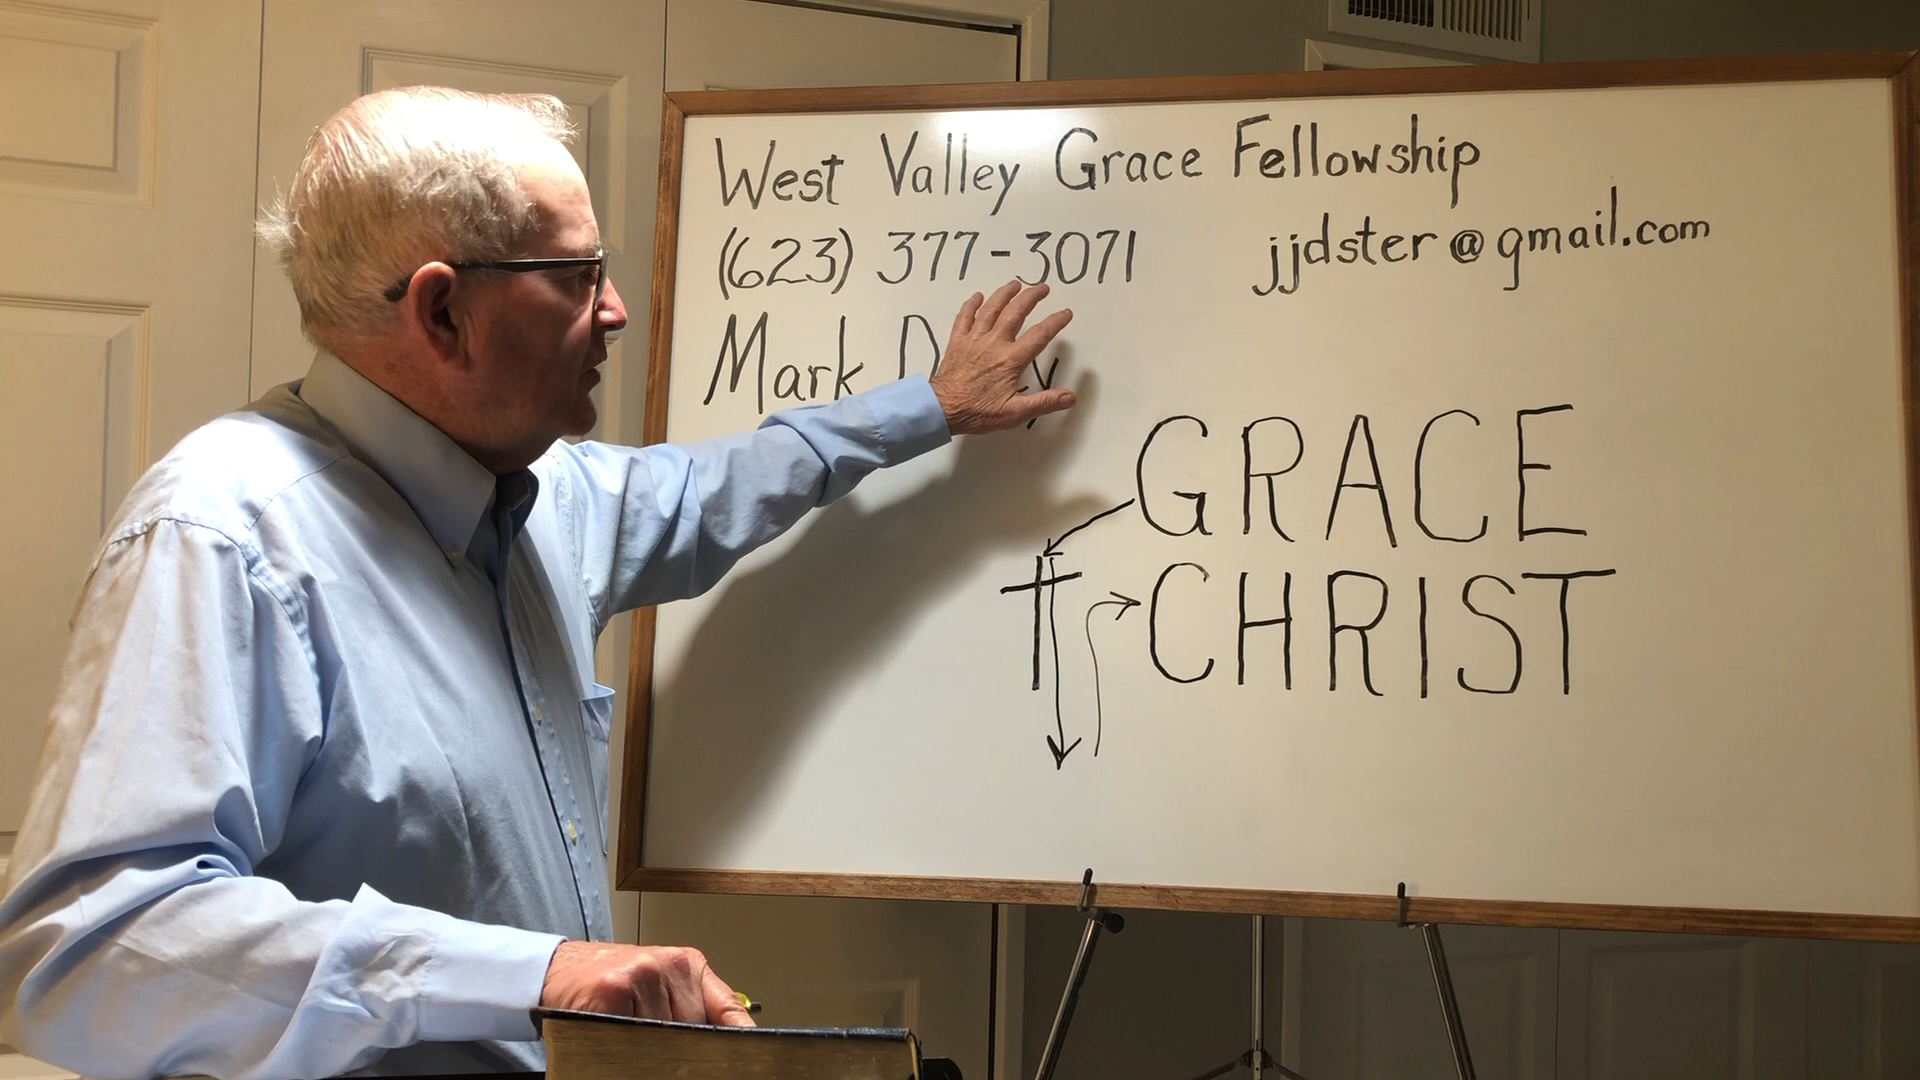 West Valley Grace Fellowship
(623) 377-3071 jjdster@gmail.com
Mark
GRACE
CHRIST